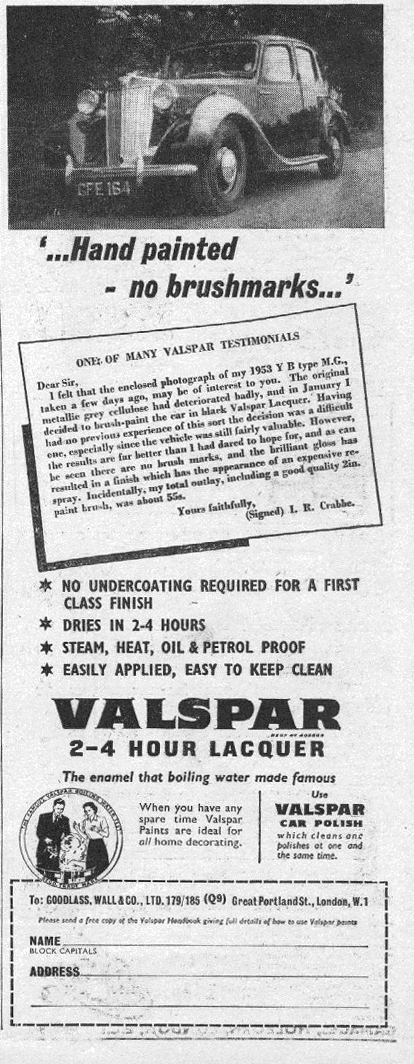 CFE 164
'...Hand painted
- no brushmarks...'
ONE OF MANY VALSPAR TESTIMONIALS
Dear Sir,
I felt that the enclosed photograph of my 1953 Y B type M.G.,
taken a few days ago, may be of interest to you. The original
metallic grey cellulose had deteriorated badly, and in January I
decided to brush-paint the car in black Valspar Lacquer. Having
had no previous experience of this sort the decision was a difficult
one, especially since the vehicle was still fairly valuable. However,
the results are far better than I had dared to hope for, and as can
be seen there are no brush marks, and the brilliant gloss has
resulted in a finish which has the appearance of an expensive re-
spray. Incidentally, my total outlay, including a good quality 2in.
paint brush, was about 55s.
Yours faithfully,
(Signed) I. R. Crabbe.
★ NO UNDERCOATING REQUIRED FOR A FIRST
CLASS FINISH
★ DRIES IN 2-4 HOURS
★ STEAM, HEAT, OIL & PETROL PROOF
★ EASILY APPLIED, EASY TO KEEP CLEAN
VALSPAR
2-4 HOUR LACQUER
The enamel that boiling water made famous
THE FAMOUS VALSPAR BOILING WATER TEST
TRADE MARK
When you have any
spare time Valspar
Paints are ideal for
all home decorating.
Use
VALSPAR
CAR POLISH
which cleans and
polishes at one and
the same time.
To: GOODLASS, WALL & CO., LTD. 179/185 (Q9) Great Portland St., London, W.1
Please send a free copy of the Valspar Handbook giving full details of how to use Valspar paints
NAME
BLOCK CAPITALS
ADDRESS